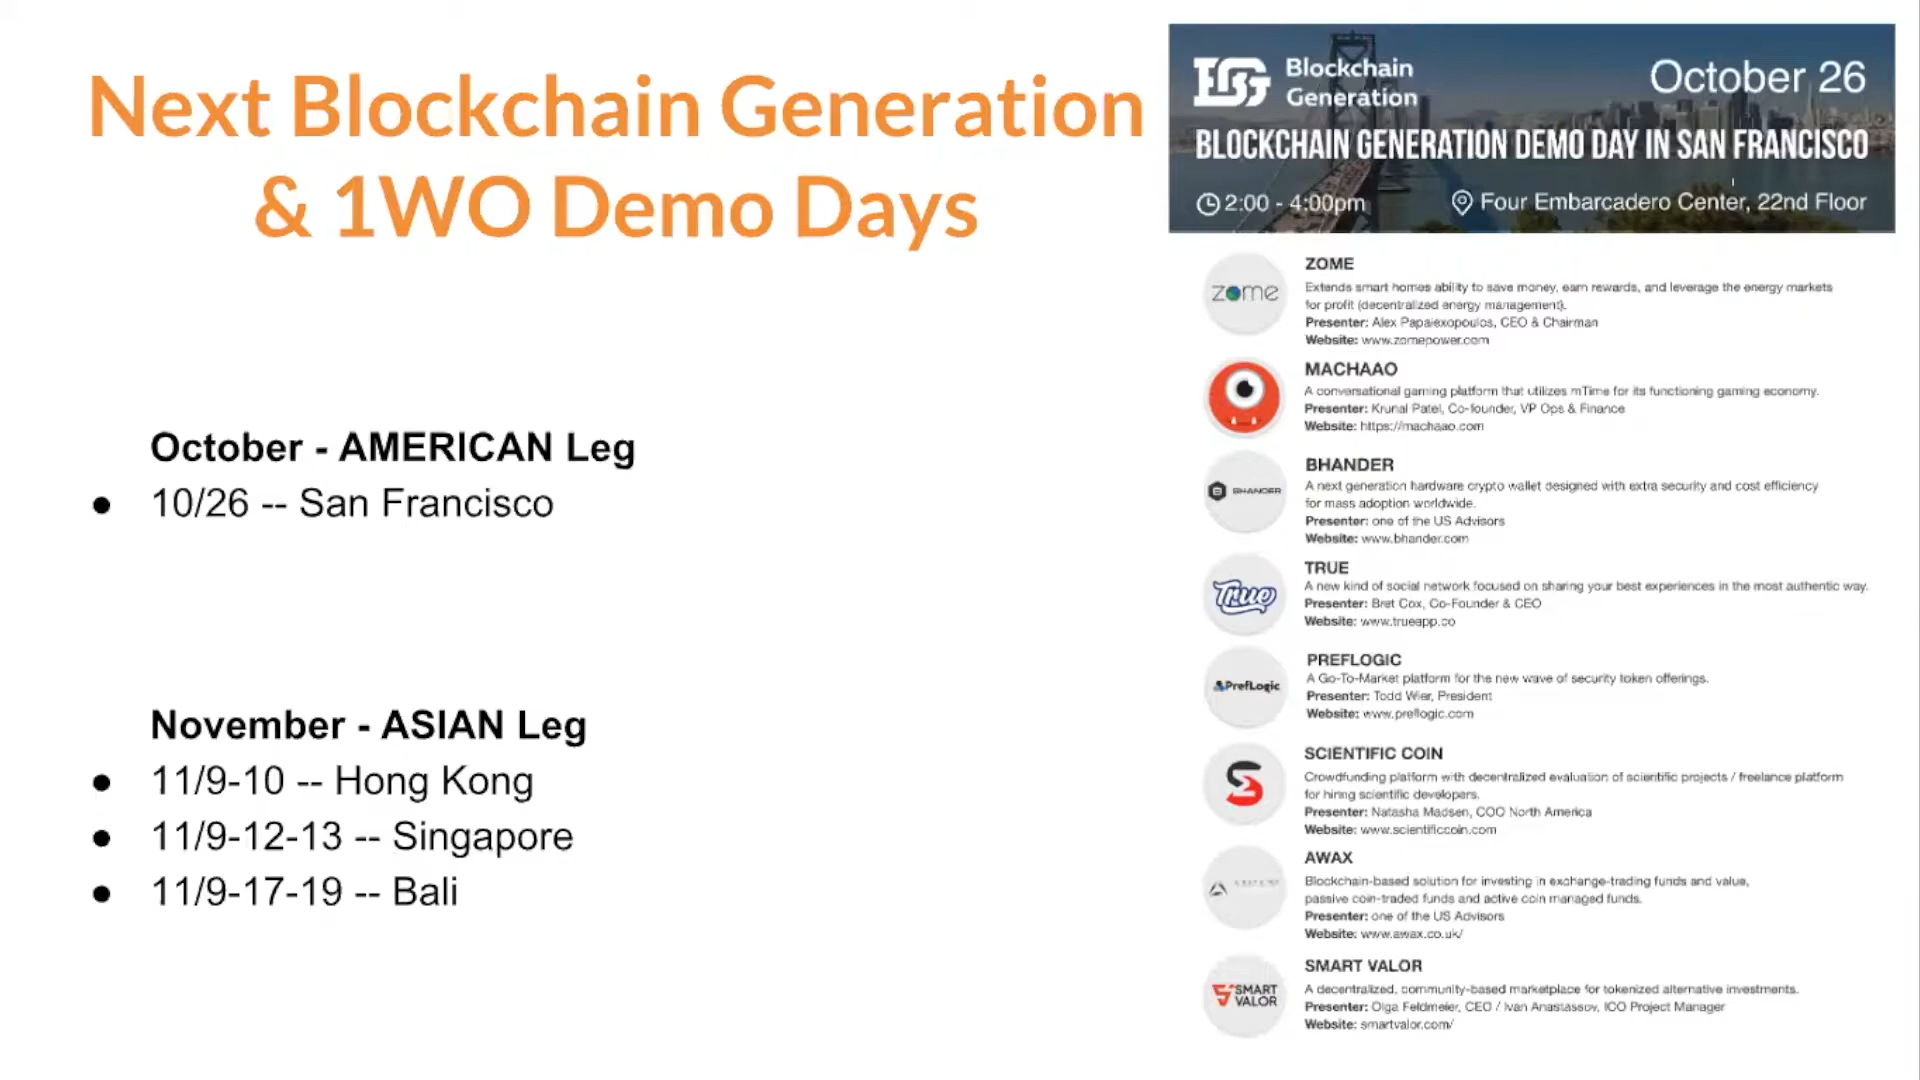 Next Blockchain Generation
& 1WO Demo Days
October - AMERICAN Leg
● 10/26 -- San Francisco
November - ASIAN Leg
● 11/9-10 -- Hong Kong
● 11/9-12-13 -- Singapore
● 11/9-17-19 -- Bali
Blockchain
Generation
October 26
BLOCKCHAIN GENERATION DEMO DAY IN SAN FRANCISCO
2:00 - 4:00pm
Four Embarcadero Center, 22nd Floor
zome
ZOME
Extends smart homes ability to save money, earn rewards, and leverage the energy markets
for profit (decentralized energy management).
Presenter: Alex Papalexopoulos, CEO & Chairman
Website: www.zomepower.com
MACHAAO
A conversational gaming platform that utilizes mTime for its functioning gaming economy.
Presenter: Krunal Patel, Co-founder, VP Ops & Finance
Website: https://machaao.com
BHANDER
BHANDER
A next generation hardware crypto wallet designed with extra security and cost efficiency
for mass adoption worldwide.
Presenter: one of the US Advisors
Website: www.bhander.com
True
TRUE
A new kind of social network focused on sharing your best experiences in the most authentic way.
Presenter: Bret Cox, Co-Founder & CEO
Website: www.trueapp.co
PrefLogic
PREFLOGIC
A Go-To-Market platform for the new wave of security token offerings.
Presenter: Todd Wier, President
Website: www.preflogic.com
SCIENTIFIC COIN
Crowdfunding platform with decentralized evaluation of scientific projects / freelance platform
for hiring scientific developers.
Presenter: Natasha Madsen, COO North America
Website: www.scientificcoin.com
AWAX
Blockchain-based solution for investing in exchange-trading funds and value,
passive coin-traded funds and active coin managed funds.
Presenter: one of the US Advisors
Website: www.awax.co.uk/
SMART
VALOR
SMART VALOR
A decentralized, community-based marketplace for tokenized alternative investments.
Presenter: Olga Feldmeier, CEO / Ivan Anastassov, ICO Project Manager
Website: smartvalor.com/